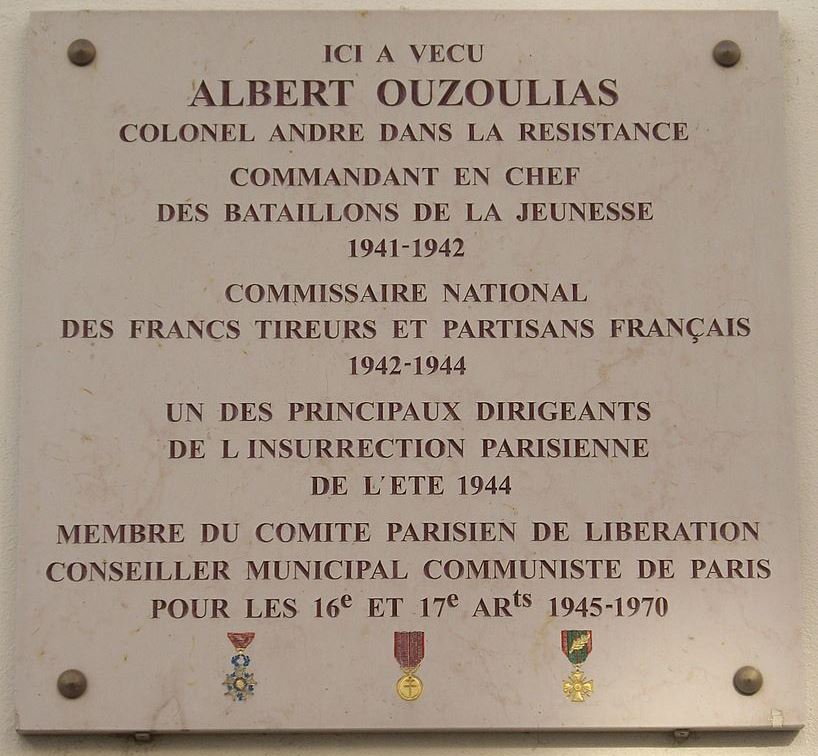 ICI A VECU
ALBERT OUZOULIAS
COLONEL ANDRE DANS LA RESISTANCE
COMMANDANT EN CHEF
DES BATAILLONS DE LA JEUNESSE
1941-1942
COMMISSAIRE NATIONAL
DES FRANCS TIREURS ET PARTISANS FRANÇAIS
1942-1944
UN DES PRINCIPAUX DIRIGEANTS
DE L INSURRECTION PARISIENNE
DE L'ETE 1944
MEMBRE DU COMITE PARISIEN DE LIBERATION
CONSEILLER MUNICIPAL COMMUNISTE DE PARIS
POUR LES 16e ET 17e ARts 1945-1970